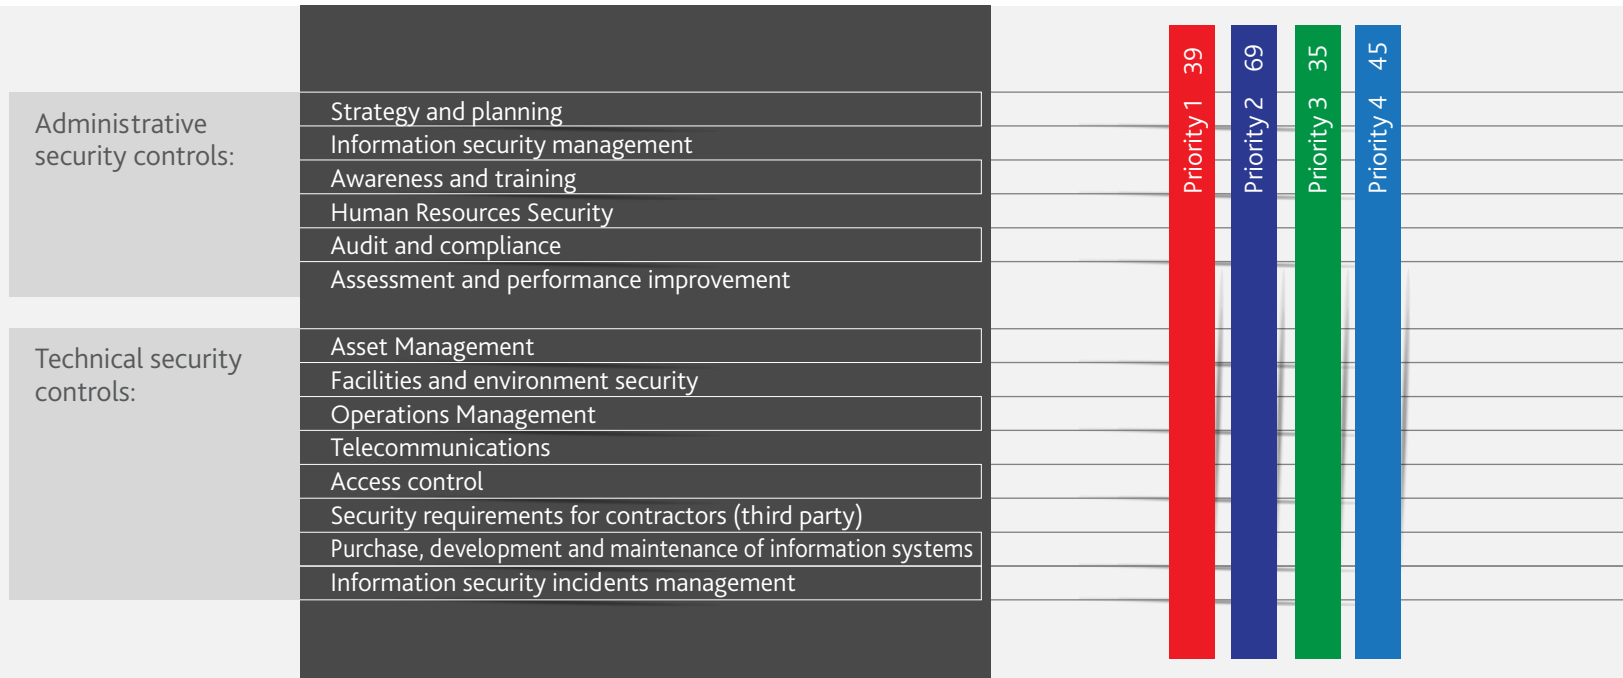 Administrative
security controls:
Strategy and planning
Information security management
Awareness and training
Human Resources Security
Audit and compliance
Assessment and performance improvement
Technical security
controls:
Asset Management
Facilities and environment security
Operations Management
Telecommunications
Access control
Security requirements for contractors (third party)
Purchase, development and maintenance of information systems
Information security incidents management
Priority 1 39
Priority 2 69
Priority 3 35
Priority 4 45